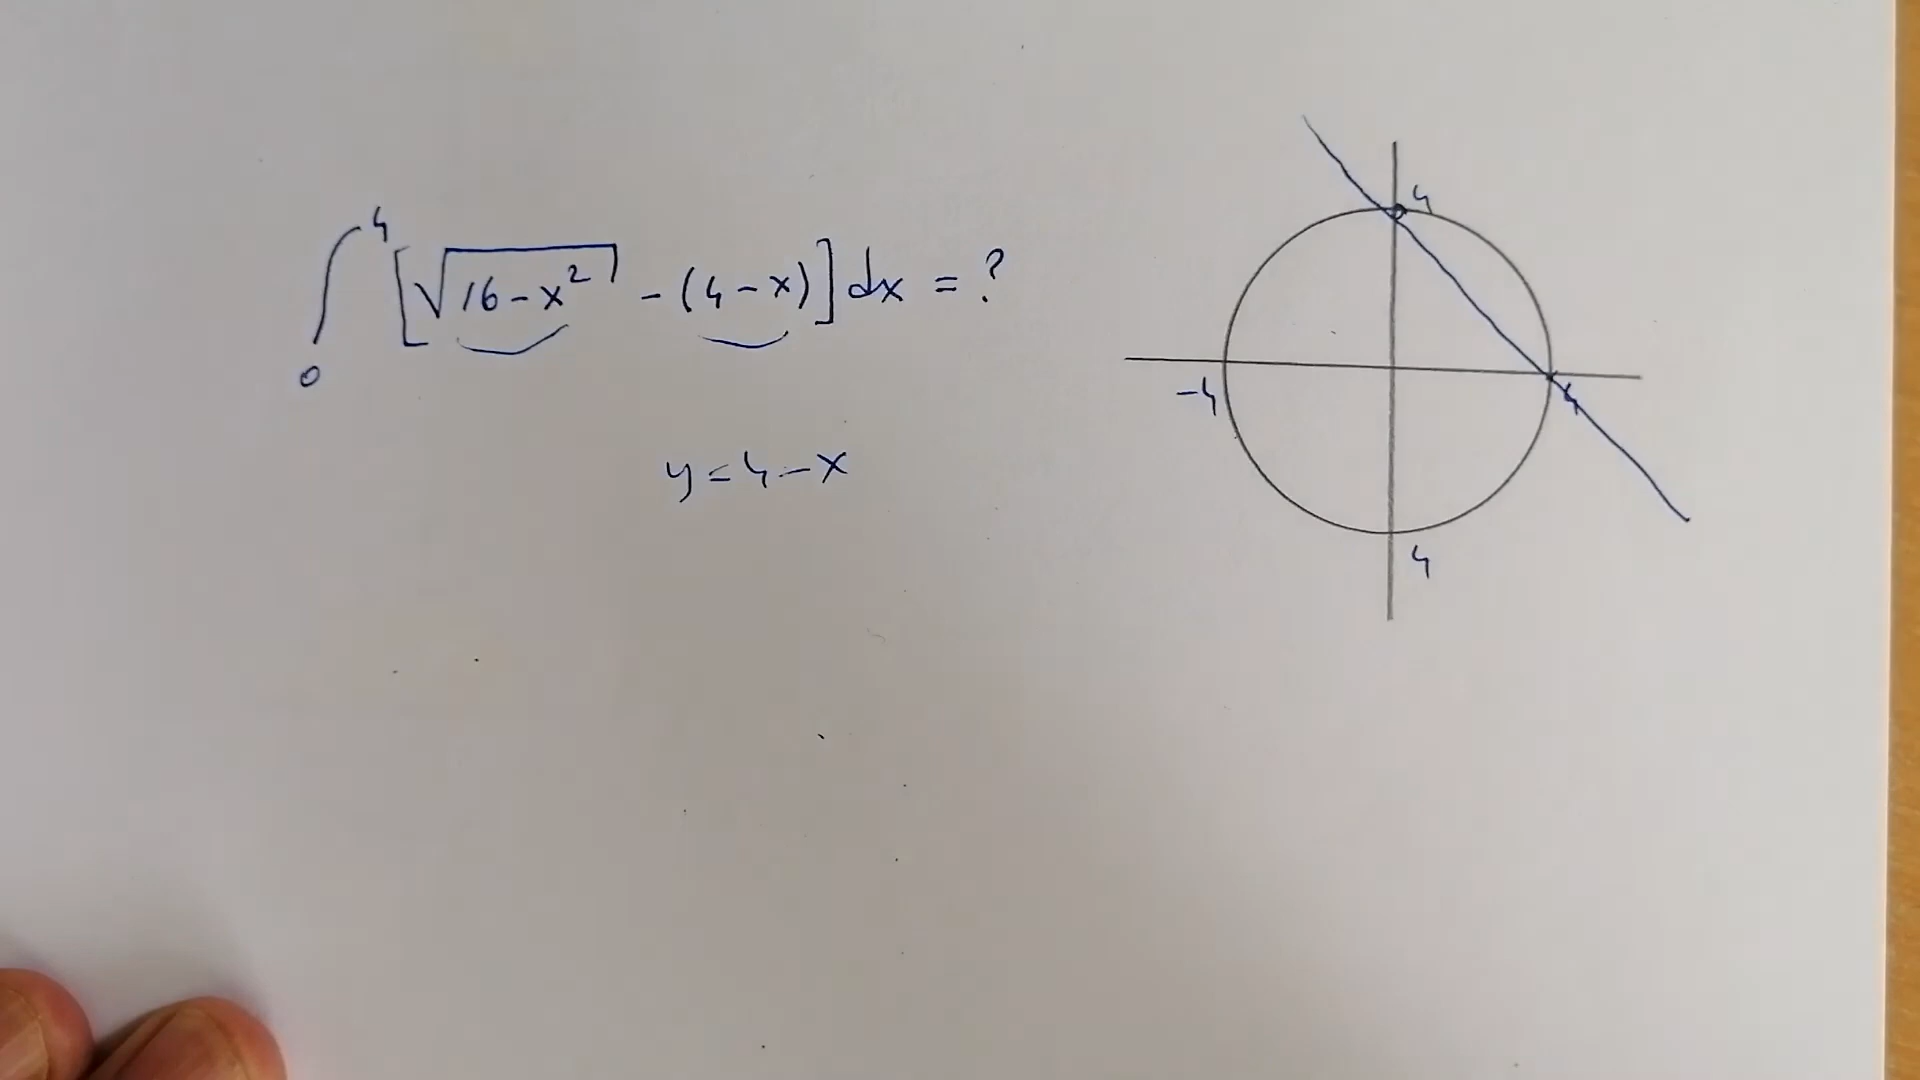 ∫₀⁴ [√(16-x²) - (4-x)] dx = ?
y = 4-x
4
-4
4
4